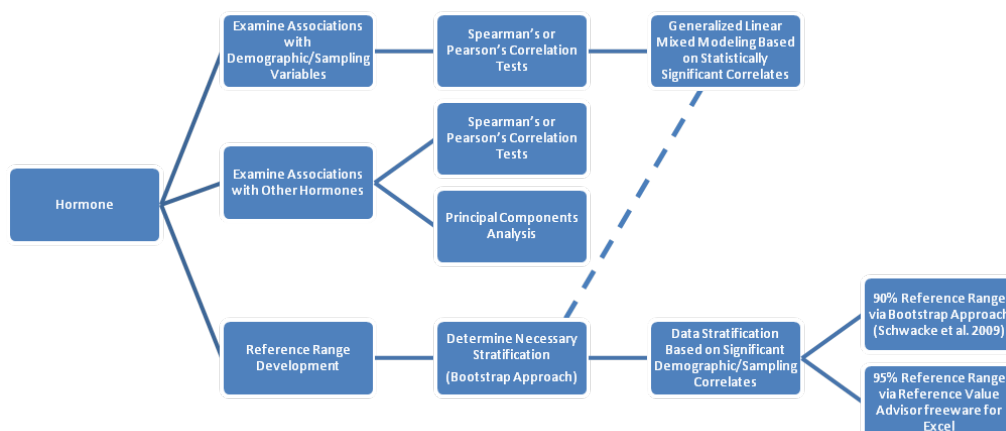 Examine Associations
with
Demographic/Sampling
Variables
Spearman's or
Pearson's Correlation
Tests
Generalized Linear
Mixed Modeling Based
on Statistically
Significant Correlates
Hormone
Examine Associations
with Other Hormones
Spearman's or
Pearson's Correlation
Tests
Principal Components
Analysis
Reference Range
Development
Determine Necessary
Stratification
(Bootstrap Approach)
Data Stratification
Based on Significant
Demographic/Sampling
Correlates
90% Reference Range
via Bootstrap Approach
(Schwacke et al. 2009)
95% Reference Range
via Reference Value
Advisor freeware for
Excel